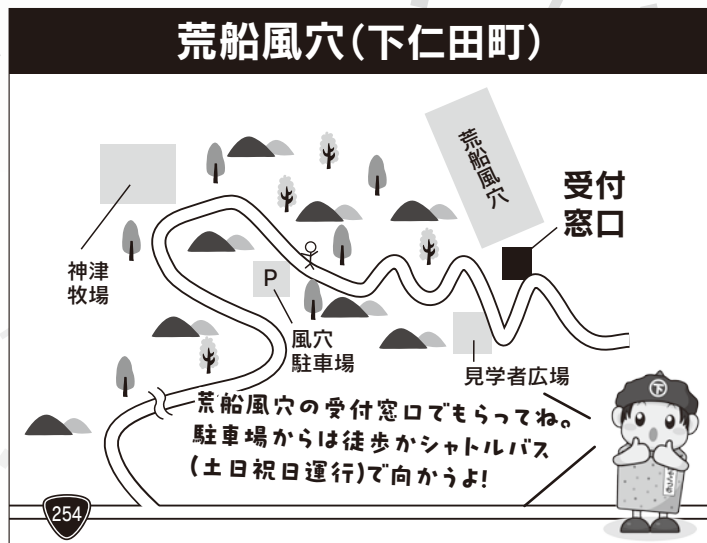 荒船風穴(下仁田町)
荒船風穴
受付
窓口
神津
牧場
P
風穴
駐車場
見学者広場
荒船風穴の受付窓口でもらってね。
駐車場からは徒歩かシャトルバス
(土日祝日運行)で向かうよ!
下
254